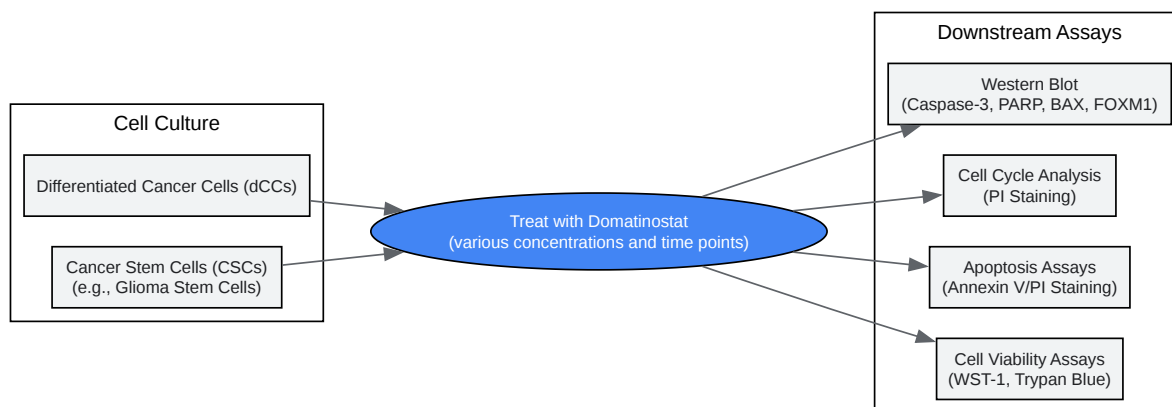 Cell Culture
Differentiated Cancer Cells (dCCs)
Cancer Stem Cells (CSCs)
(e.g., Glioma Stem Cells)
Treat with Domatinostat
(various concentrations and time points)
Downstream Assays
Western Blot
(Caspase-3, PARP, BAX, FOXM1)
Cell Cycle Analysis
(PI Staining)
Apoptosis Assays
(Annexin V/PI Staining)
Cell Viability Assays
(WST-1, Trypan Blue)